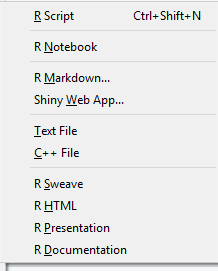 R Script Ctrl+Shift+N
R Notebook
R Markdown...
Shiny Web App...
Text File
C++ File
R Sweave
R HTML
R Presentation
R Documentation